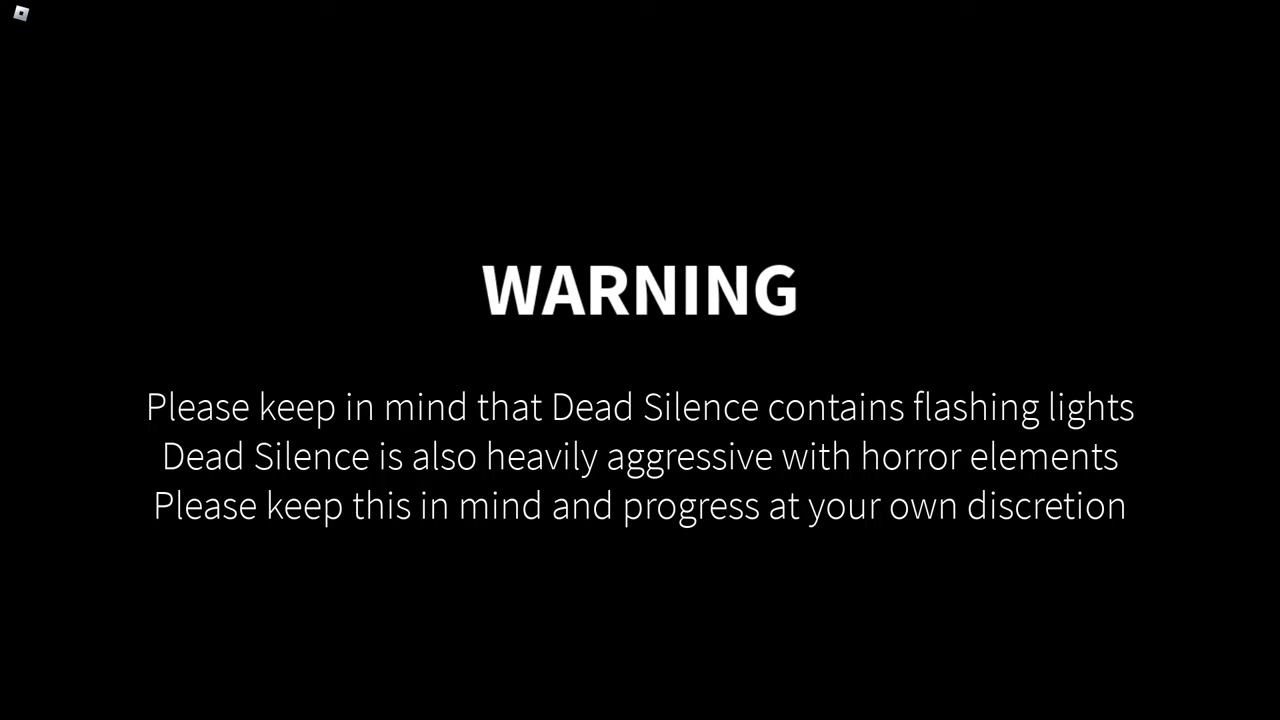 WARNING
Please keep in mind that Dead Silence contains flashing lights
Dead Silence is also heavily aggressive with horror elements
Please keep this in mind and progress at your own discretion